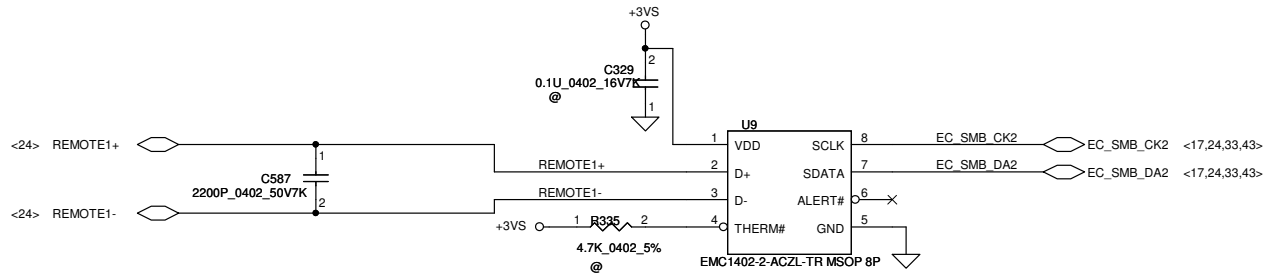 +3VS
2
C329
0.1U_0402_16V7K
@
1
U9
<24> REMOTE1+
1
C587
2200P_0402_50V7K
2
<24> REMOTE1-
REMOTE1+
REMOTE1-
+3VS
1 R335 2
4.7K_0402_5%
@
1 VDD
2 D+
3 D-
4 THERM#
SCLK 8
SDATA 7
ALERT# 6
GND 5
EMC1402-2-ACZL-TR MSOP 8P
EC_SMB_CK2
EC_SMB_CK2 <17,24,33,43>
EC_SMB_DA2
EC_SMB_DA2 <17,24,33,43>